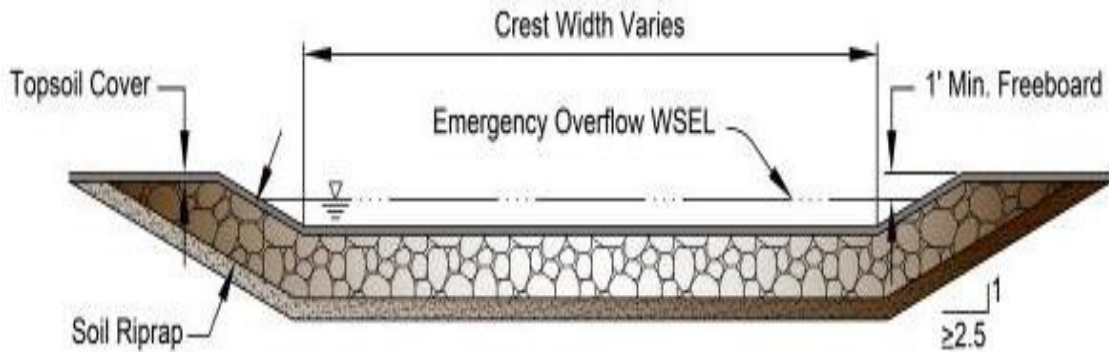 Crest Width Varies
Topsoil Cover
1' Min. Freeboard
Emergency Overflow WSEL
Soil Riprap
1
≥2.5